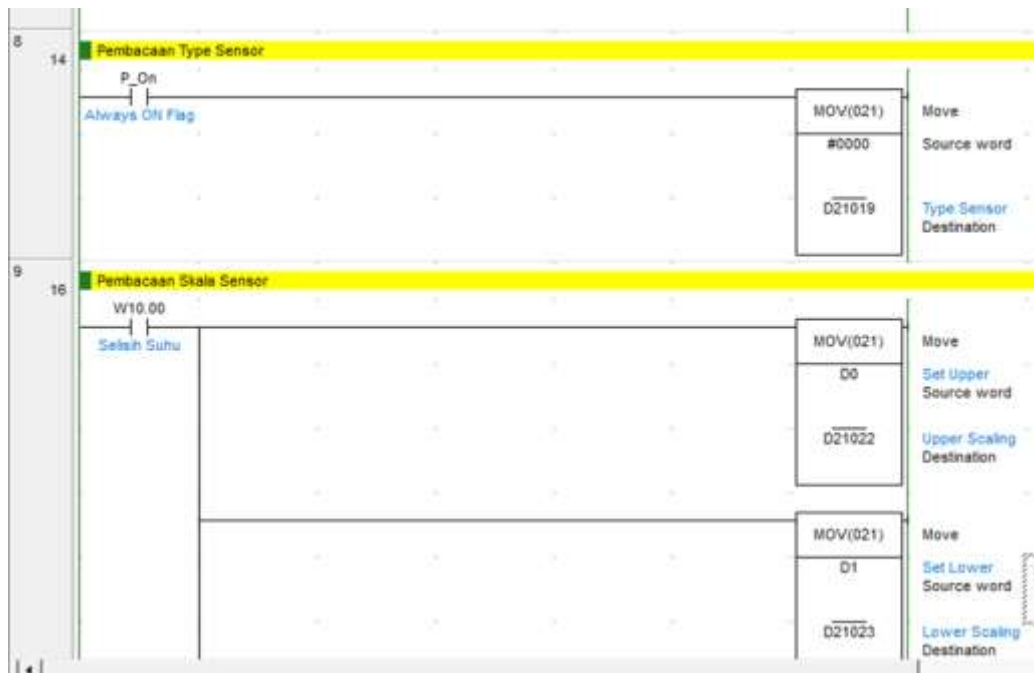 8
14
Pembacaan Type Sensor
P_On
Always ON Flag
MOV(021)
Move
#0000
Source word
D21019
Type Sensor
Destination
9
16
Pembacaan Skala Sensor
W10.00
Selisih Suhu
MOV(021)
Move
D0
Set Upper
Source word
D21022
Upper Scaling
Destination
MOV(021)
Move
D1
Set Lower
Source word
D21023
Lower Scaling
Destination